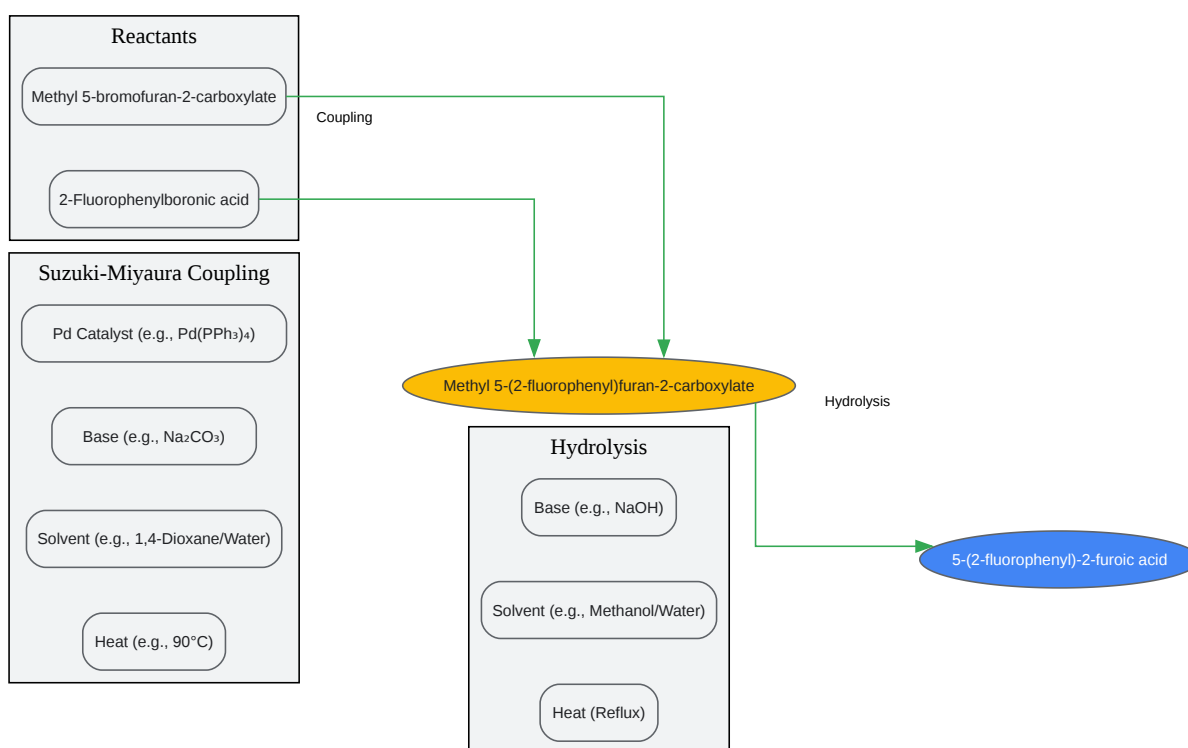 Reactants
Methyl 5-bromofuran-2-carboxylate
Coupling
2-Fluorophenylboronic acid
Suzuki-Miyaura Coupling
Pd Catalyst (e.g., Pd(PPh₃)₄)
Base (e.g., Na₂CO₃)
Solvent (e.g., 1,4-Dioxane/Water)
Heat (e.g., 90°C)
Methyl 5-(2-fluorophenyl)furan-2-carboxylate
Hydrolysis
Hydrolysis
Base (e.g., NaOH)
Solvent (e.g., Methanol/Water)
Heat (Reflux)
5-(2-fluorophenyl)-2-furoic acid